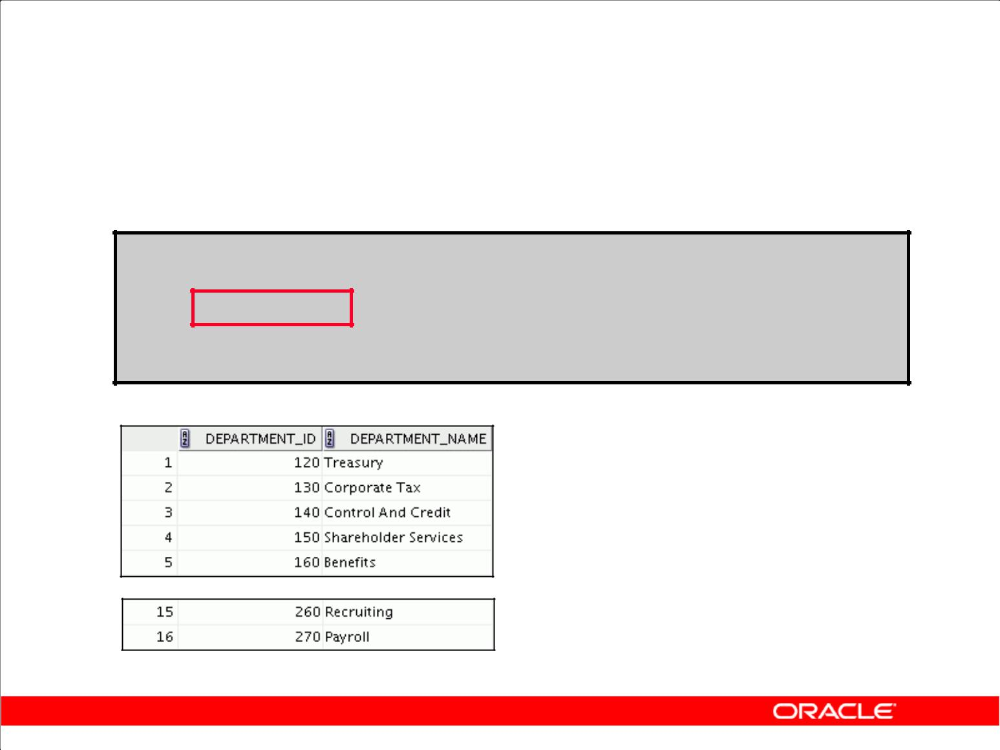 DEPARTMENT_ID DEPARTMENT_NAME
1 120 Treasury
2 130 Corporate Tax
3 140 Control And Credit
4 150 Shareholder Services
5 160 Benefits
15 260 Recruiting
16 270 Payroll
ORACLE